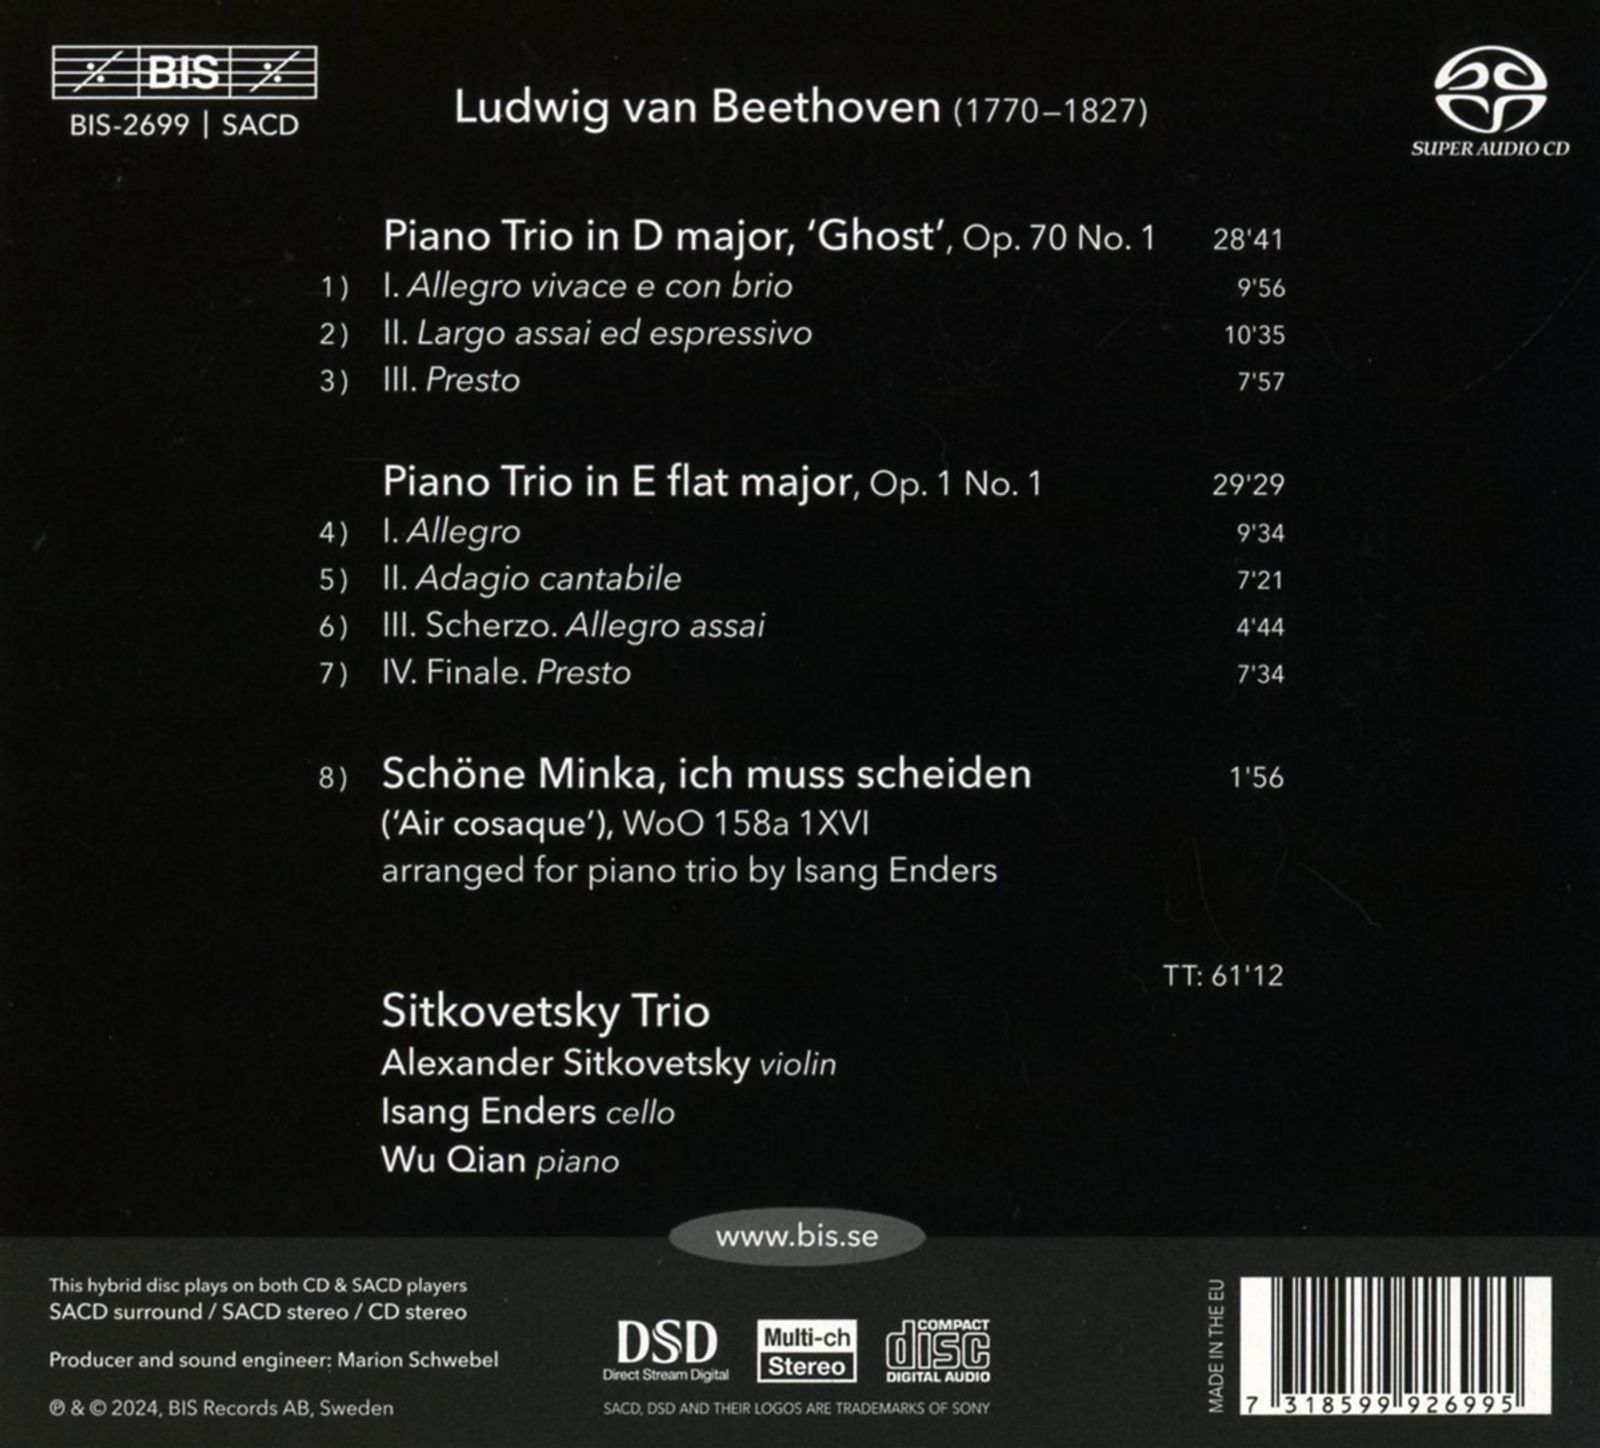 BIS
BIS-2699 | SACD
Ludwig van Beethoven (1770–1827)
SUPER AUDIO CD
Piano Trio in D major, ‘Ghost’, Op. 70 No. 1 28'41
1) I. Allegro vivace e con brio 9'56
2) II. Largo assai ed espressivo 10'35
3) III. Presto 7'57
Piano Trio in E flat major, Op. 1 No. 1 29'29
4) I. Allegro 9'34
5) II. Adagio cantabile 7'21
6) III. Scherzo. Allegro assai 4'44
7) IV. Finale. Presto 7'34
8) Schöne Minka, ich muss scheiden 1'56
(‘Air cosaque’), WoO 158a 1XVI
arranged for piano trio by Isang Enders
TT: 61'12
Sitkovetsky Trio
Alexander Sitkovetsky violin
Isang Enders cello
Wu Qian piano
www.bis.se
This hybrid disc plays on both CD & SACD players
SACD surround / SACD stereo / CD stereo
Producer and sound engineer: Marion Schwebel
℗ & © 2024, BIS Records AB, Sweden
DSD
Direct Stream Digital
Multi-ch
Stereo
COMPACT
disc
DIGITAL AUDIO
SACD, DSD AND THEIR LOGOS ARE TRADEMARKS OF SONY
MADE IN THE EU
7 318599 926995